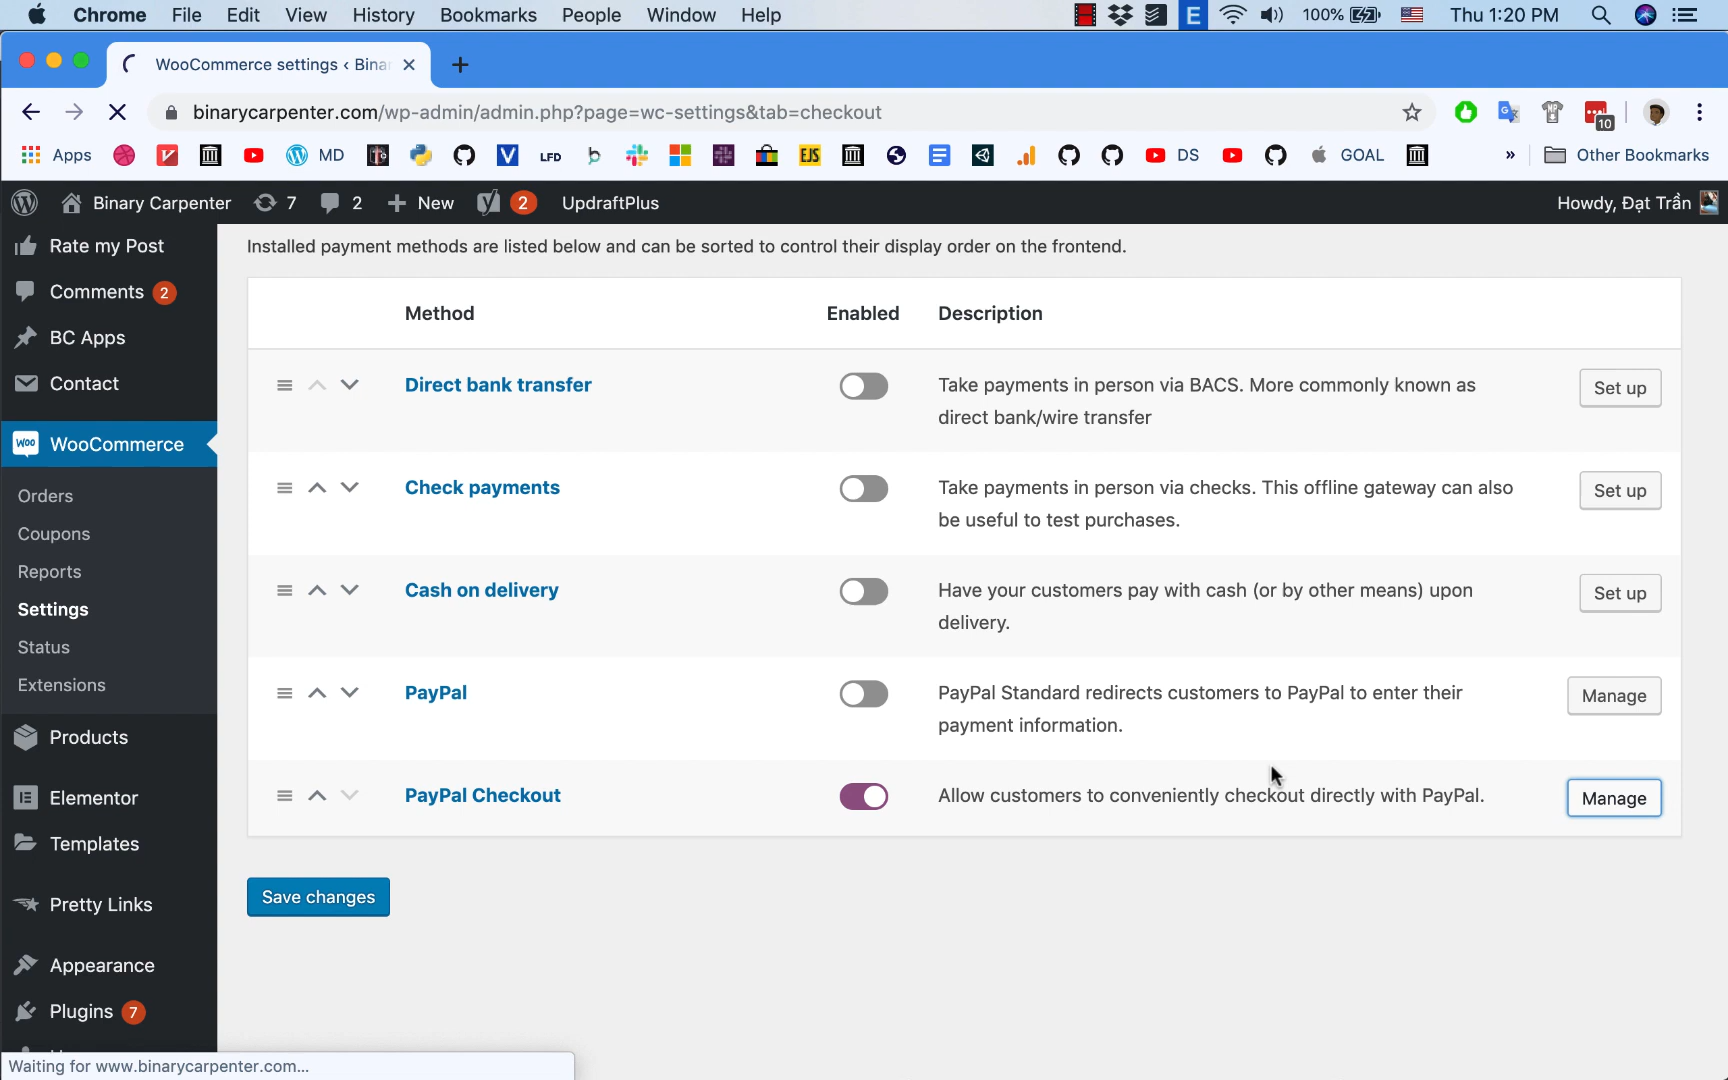 Chrome File Edit View History Bookmarks People Window Help E 100% Thu 1:20 PM
WooCommerce settings ‹ Bina
binarycarpenter.com/wp-admin/admin.php?page=wc-settings&tab=checkout 10
Apps MD V LFD b EJS DS GOAL » Other Bookmarks
Binary Carpenter 7 2 + New 2 UpdraftPlus Howdy, Đạt Trần
Rate my Post
Comments 2
BC Apps
Contact
WOO WooCommerce
Orders
Coupons
Reports
Settings
Status
Extensions
Products
Elementor
Templates
Pretty Links
Appearance
Plugins 7
Installed payment methods are listed below and can be sorted to control their display order on the frontend.
Method Enabled Description
Direct bank transfer Take payments in person via BACS. More commonly known as Set up
direct bank/wire transfer
Check payments Take payments in person via checks. This offline gateway can also Set up
be useful to test purchases.
Cash on delivery Have your customers pay with cash (or by other means) upon Set up
delivery.
PayPal PayPal Standard redirects customers to PayPal to enter their Manage
payment information.
PayPal Checkout Allow customers to conveniently checkout directly with PayPal. Manage
Save changes
Waiting for www.binarycarpenter.com...